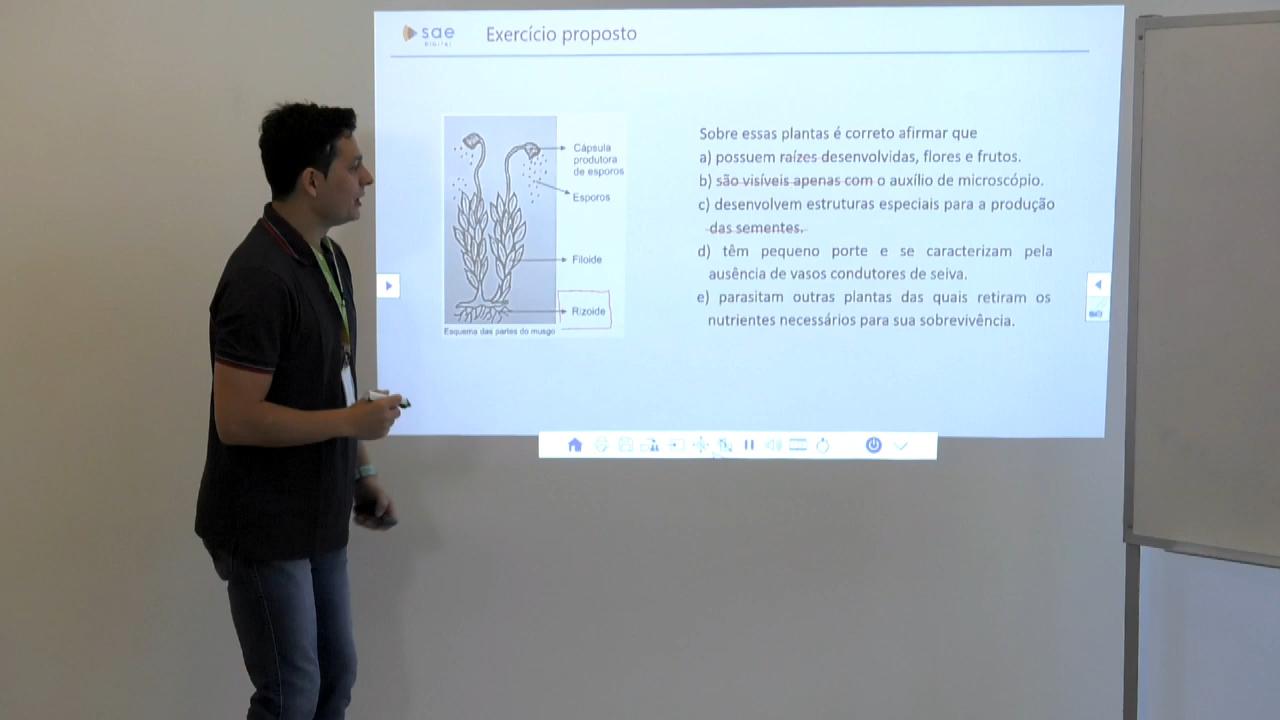 sae
DIGITAL
Exercício proposto
Cápsula
produtora
de esporos
Esporos
Filoide
Rizoide
Esquema das partes do musgo
Sobre essas plantas é correto afirmar que
a) possuem raízes desenvolvidas, flores e frutos.
b) são visíveis apenas com o auxílio de microscópio.
c) desenvolvem estruturas especiais para a produção
das sementes.
d) têm pequeno porte e se caracterizam pela
ausência de vasos condutores de seiva.
e) parasitam outras plantas das quais retiram os
nutrientes necessários para sua sobrevivência.